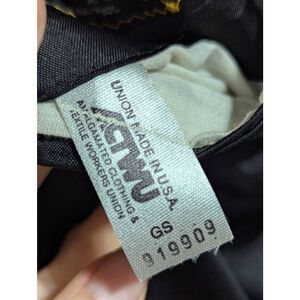 UNION MADE IN U.S.A.
ACTWU
AMALGAMATED CLOTHING &
TEXTILE WORKERS UNION
GS
919909